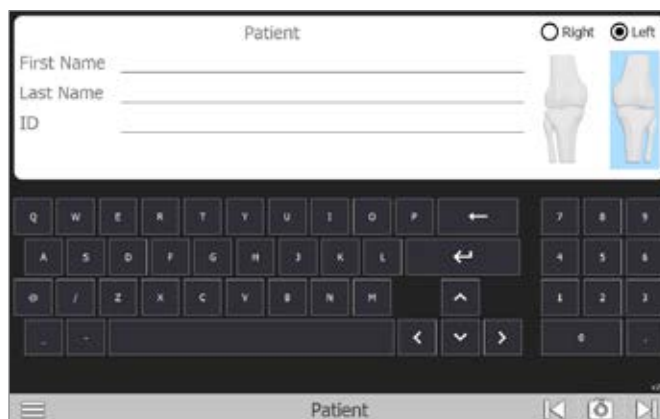 Patient
Right Left
First Name
Last Name
ID
Q W E R T Y U I O P 7 8 9
A S D F G H J K L 4 5 6
@ / Z X C V B N M 1 2 3
_ - 0 .
Patient